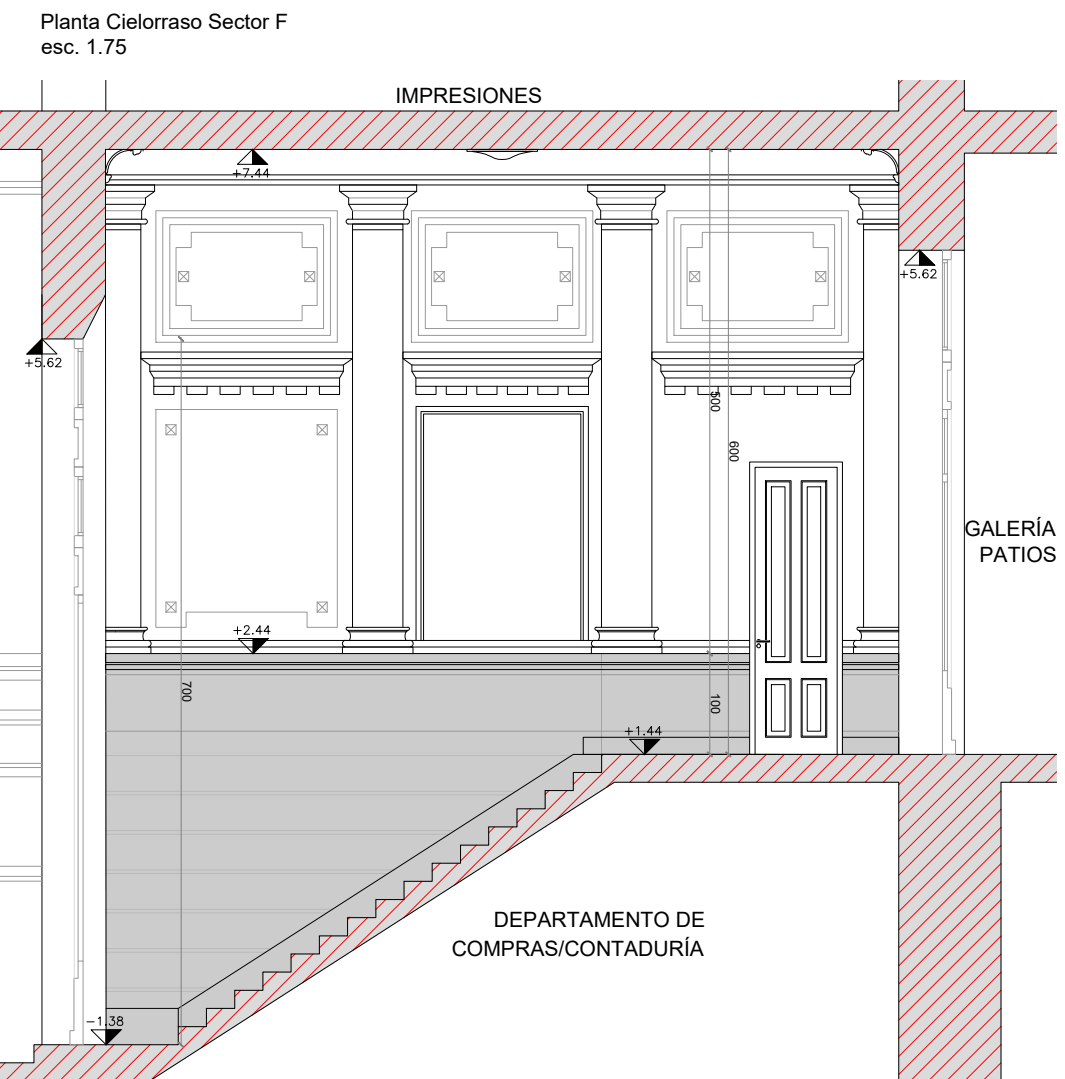 Planta Cielorraso Sector F
esc. 1.75
IMPRESIONES
+7.44
+5.62
+5.62
500
600
GALERÍA
PATIOS
+2.44
700
100
+1.44
DEPARTAMENTO DE
COMPRAS/CONTADURÍA
-1.38